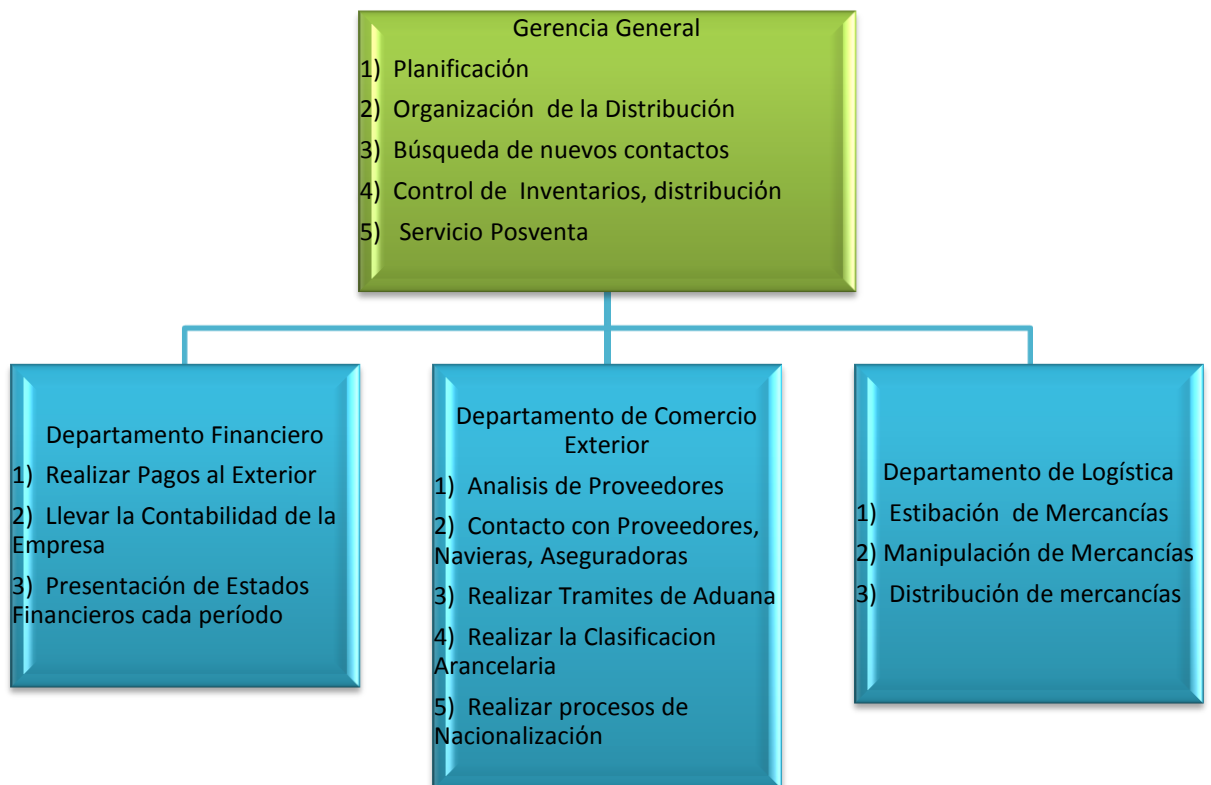 Gerencia General
1) Planificación
2) Organización de la Distribución
3) Búsqueda de nuevos contactos
4) Control de Inventarios, distribución
5) Servicio Posventa
Departamento Financiero
1) Realizar Pagos al Exterior
2) Llevar la Contabilidad de la
Empresa
3) Presentación de Estados
Financieros cada período
Departamento de Comercio
Exterior
1) Analisis de Proveedores
2) Contacto con Proveedores,
Navieras, Aseguradoras
3) Realizar Tramites de Aduana
4) Realizar la Clasificacion
Arancelaria
5) Realizar procesos de
Nacionalización
Departamento de Logística
1) Estibación de Mercancías
2) Manipulación de Mercancías
3) Distribución de mercancías